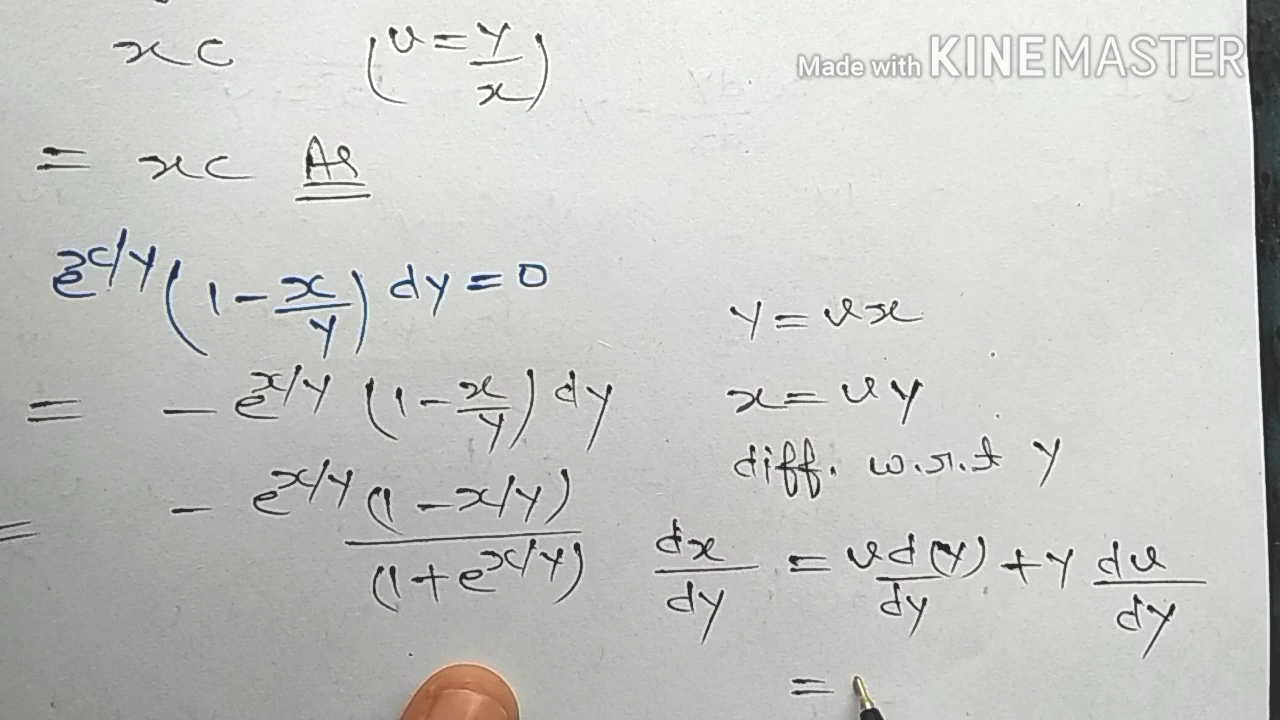 xc (v = y/x)
Made with KINEMASTER
= xc As
e^x/y (1 - x/y) dy = 0
y = vx
= - e^x/y (1 - x/y) dy
x = vy
diff. w.r.t y
= - e^x/y (1 - x/y) / (1 + e^x/y)
dx/dy = v d(y)/dy + y dv/dy
=